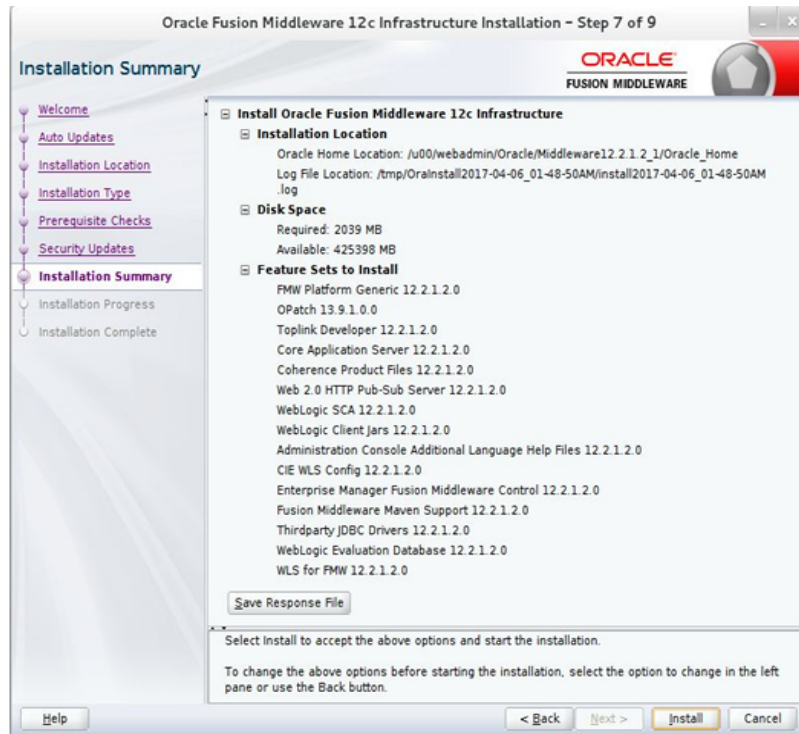 Oracle Fusion Middleware 12c Infrastructure Installation - Step 7 of 9
Installation Summary
ORACLE
FUSION MIDDLEWARE
Welcome
Auto Updates
Installation Location
Installation Type
Prerequisite Checks
Security Updates
Installation Summary
Installation Progress
Installation Complete
Install Oracle Fusion Middleware 12c Infrastructure
Installation Location
Oracle Home Location: /u00/webadmin/Oracle/Middleware12.2.1.2_1/Oracle_Home
Log File Location: /tmp/OraInstall2017-04-06_01-48-50AM/install2017-04-06_01-48-50AM
.log
Disk Space
Required: 2039 MB
Available: 425398 MB
Feature Sets to Install
FMW Platform Generic 12.2.1.2.0
OPatch 13.9.1.0.0
Toplink Developer 12.2.1.2.0
Core Application Server 12.2.1.2.0
Coherence Product Files 12.2.1.2.0
Web 2.0 HTTP Pub-Sub Server 12.2.1.2.0
WebLogic SCA 12.2.1.2.0
WebLogic Client Jars 12.2.1.2.0
Administration Console Additional Language Help Files 12.2.1.2.0
CIE WLS Config 12.2.1.2.0
Enterprise Manager Fusion Middleware Control 12.2.1.2.0
Fusion Middleware Maven Support 12.2.1.2.0
Thirdparty JDBC Drivers 12.2.1.2.0
WebLogic Evaluation Database 12.2.1.2.0
WLS for FMW 12.2.1.2.0
Save Response File
Select Install to accept the above options and start the installation.
To change the above options before starting the installation, select the option to change in the left
pane or use the Back button.
Help
< Back
Next >
Install
Cancel